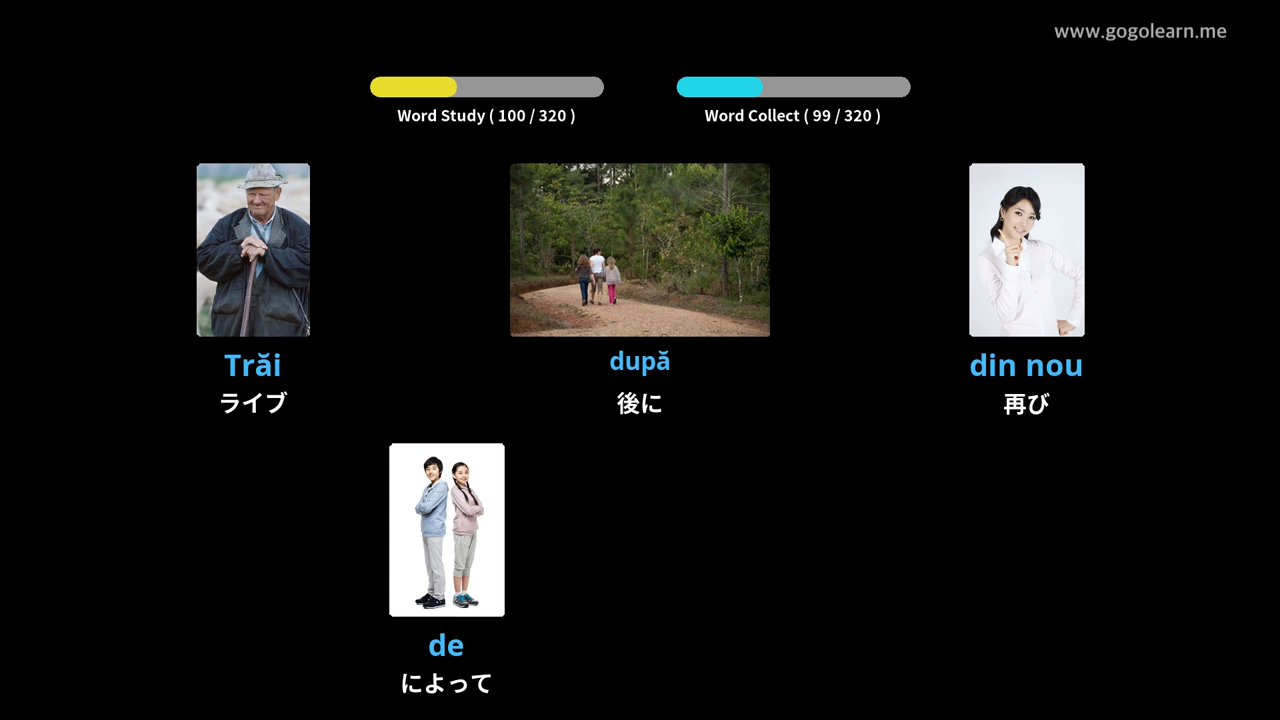 www.gogolearn.me
Word Study ( 100 / 320 )
Word Collect ( 99 / 320 )
Trăi
ライブ
după
後に
din nou
再び
de
によって